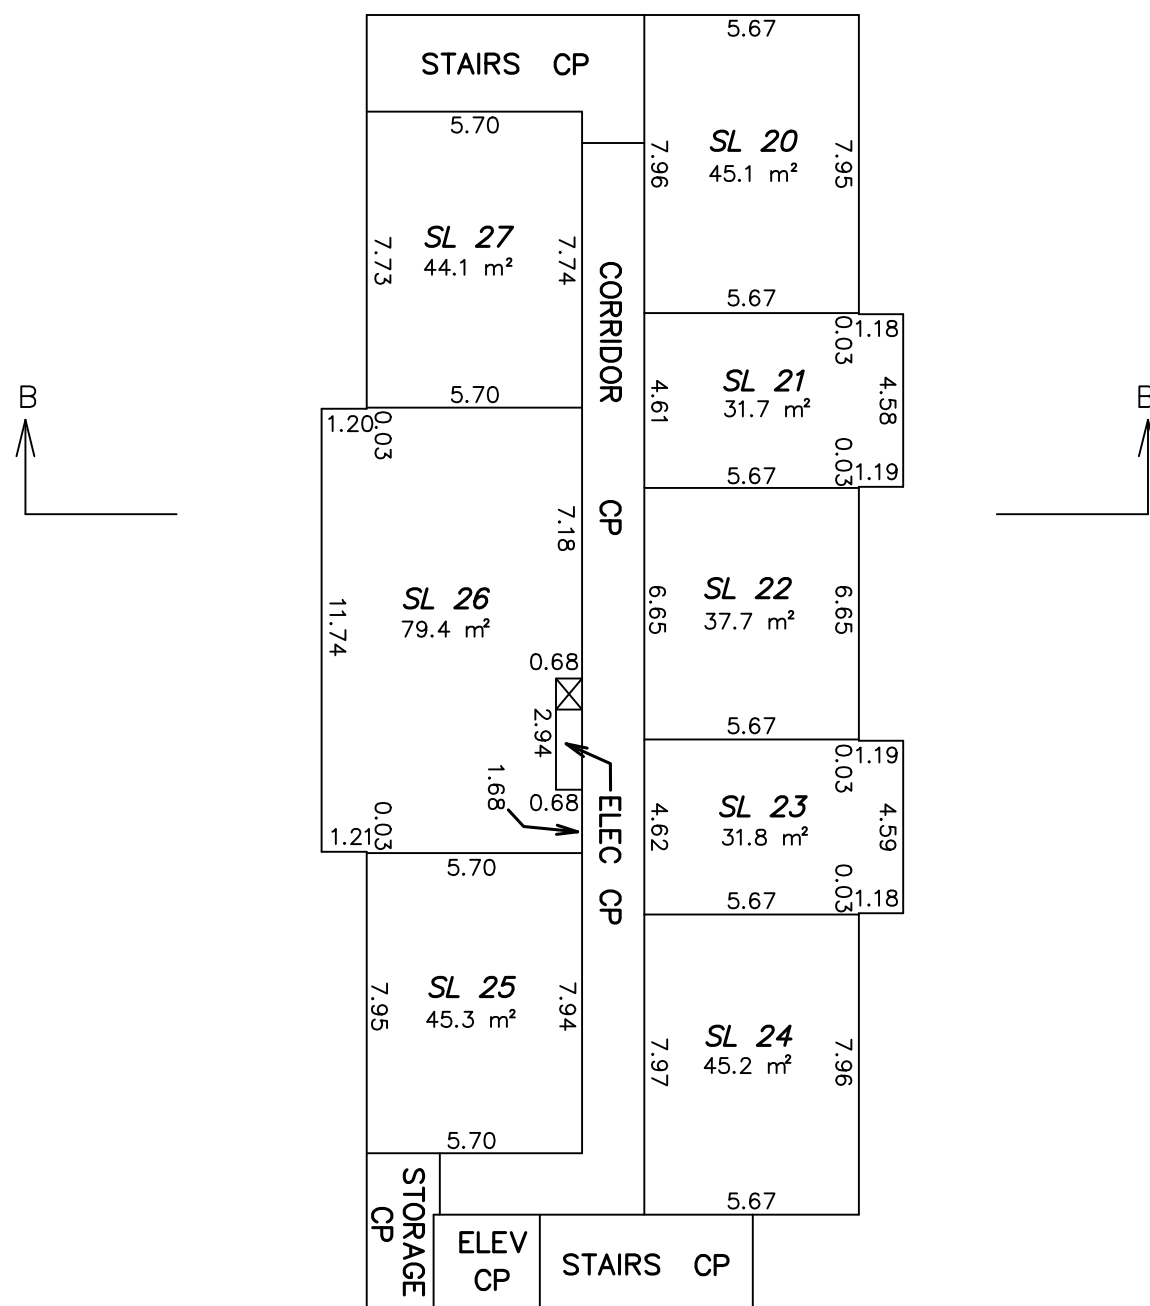 5.67
STAIRS CP
5.70
7.96
SL 20
45.1 m²
7.95
SL 27
44.1 m²
7.73
7.74
CORRIDOR CP
5.67
0.03
1.18
SL 21
31.7 m²
4.61
4.58
5.70
B
B
1.20
0.03
0.03
1.19
5.67
7.18
SL 22
37.7 m²
6.65
6.65
SL 26
79.4 m²
11.74
0.68
2.94
5.67
0.03
1.19
1.68
0.68
ELEC CP
SL 23
31.8 m²
4.62
4.59
1.21
0.03
5.70
0.03
1.18
5.67
SL 25
45.3 m²
7.95
7.94
SL 24
45.2 m²
7.97
7.96
5.70
5.67
STORAGE
CP
ELEV
CP
STAIRS CP